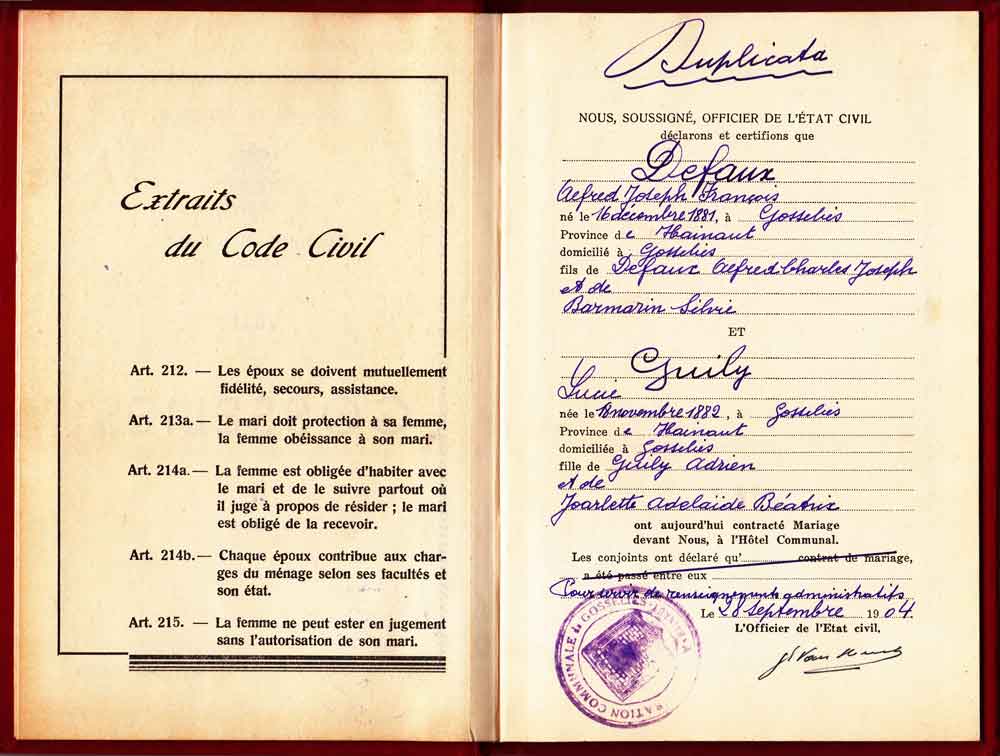 Extraits
du Code Civil
Art. 212. — Les époux se doivent mutuellement
fidélité, secours, assistance.
Art. 213a. — Le mari doit protection à sa femme,
la femme obéissance à son mari.
Art. 214a. — La femme est obligée d'habiter avec
le mari et de le suivre partout où
il juge à propos de résider ; le mari
est obligé de la recevoir.
Art. 214b. — Chaque époux contribue aux char-
ges du ménage selon ses facultés et
son état.
Art. 215. — La femme ne peut ester en jugement
sans l'autorisation de son mari.
Duplicata
NOUS, SOUSSIGNÉ, OFFICIER DE L'ÉTAT CIVIL
déclarons et certifions que
Defaux
Alfred Joseph François
né le 16 décembre 1881, à Gosselies
Province de Hainaut
domicilié à Gosselies
fils de Defaux Alfred Charles Joseph
et de
Barmarin Silvie
ET
Guily
Lucie
née le novembre 1882, à Gosselies
Province de Hainaut
domiciliée à Gosselies
fille de Guily Adrien
et de
Joarlette Adelaïde Béatrix
ont aujourd'hui contracté Mariage
devant Nous, à l'Hôtel Communal.
Les conjoints ont déclaré qu' contrat de mariage,
a été passé entre eux
Pour servir de renseignements administratifs
Le 28 Septembre 1904.
L'Officier de l'Etat civil,
COMMUNALE de GOSSELIES